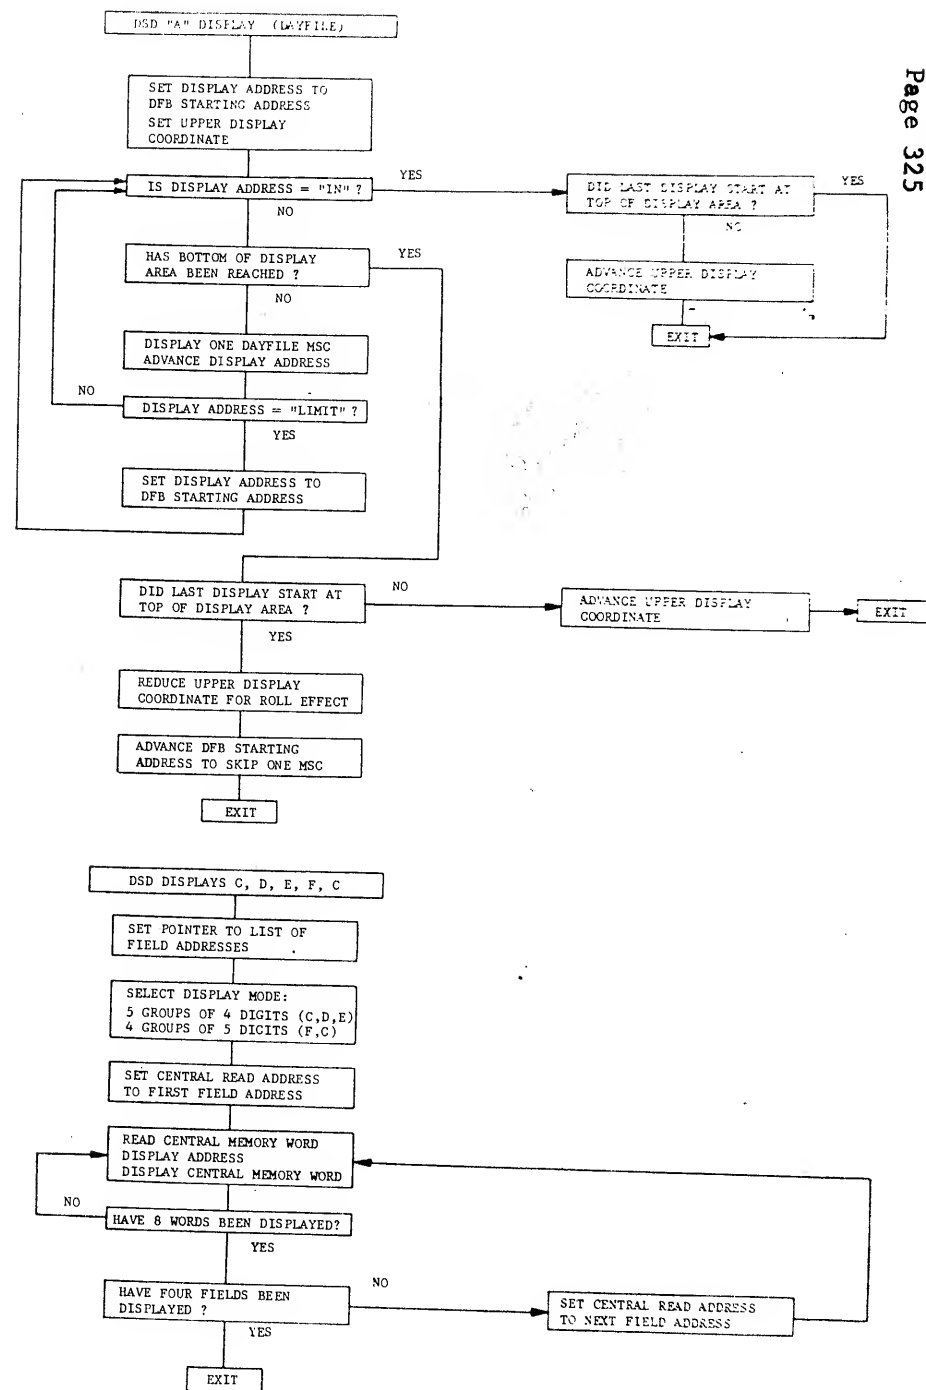 Page 325
DSD "A" DISPLAY (DAYFILE)
SET DISPLAY ADDRESS TO
DFB STARTING ADDRESS
SET UPPER DISPLAY
COORDINATE
IS DISPLAY ADDRESS = "IN" ?
YES
NO
DID LAST DISPLAY START AT
TOP OF DISPLAY AREA ?
YES
NO
ADVANCE UPPER DISPLAY
COORDINATE
EXIT
HAS BOTTOM OF DISPLAY
AREA BEEN REACHED ?
YES
NO
DISPLAY ONE DAYFILE MSC
ADVANCE DISPLAY ADDRESS
NO
DISPLAY ADDRESS = "LIMIT" ?
YES
SET DISPLAY ADDRESS TO
DFB STARTING ADDRESS
DID LAST DISPLAY START AT
TOP OF DISPLAY AREA ?
NO
YES
ADVANCE UPPER DISPLAY
COORDINATE
EXIT
REDUCE UPPER DISPLAY
COORDINATE FOR ROLL EFFECT
ADVANCE DFB STARTING
ADDRESS TO SKIP ONE MSC
EXIT
DSD DISPLAYS C, D, E, F, C
SET POINTER TO LIST OF
FIELD ADDRESSES
SELECT DISPLAY MODE:
5 GROUPS OF 4 DIGITS (C,D,E)
4 GROUPS OF 5 DIGITS (F,C)
SET CENTRAL READ ADDRESS
TO FIRST FIELD ADDRESS
READ CENTRAL MEMORY WORD
DISPLAY ADDRESS
DISPLAY CENTRAL MEMORY WORD
NO
HAVE 8 WORDS BEEN DISPLAYED?
YES
HAVE FOUR FIELDS BEEN
DISPLAYED ?
NO
YES
SET CENTRAL READ ADDRESS
TO NEXT FIELD ADDRESS
EXIT